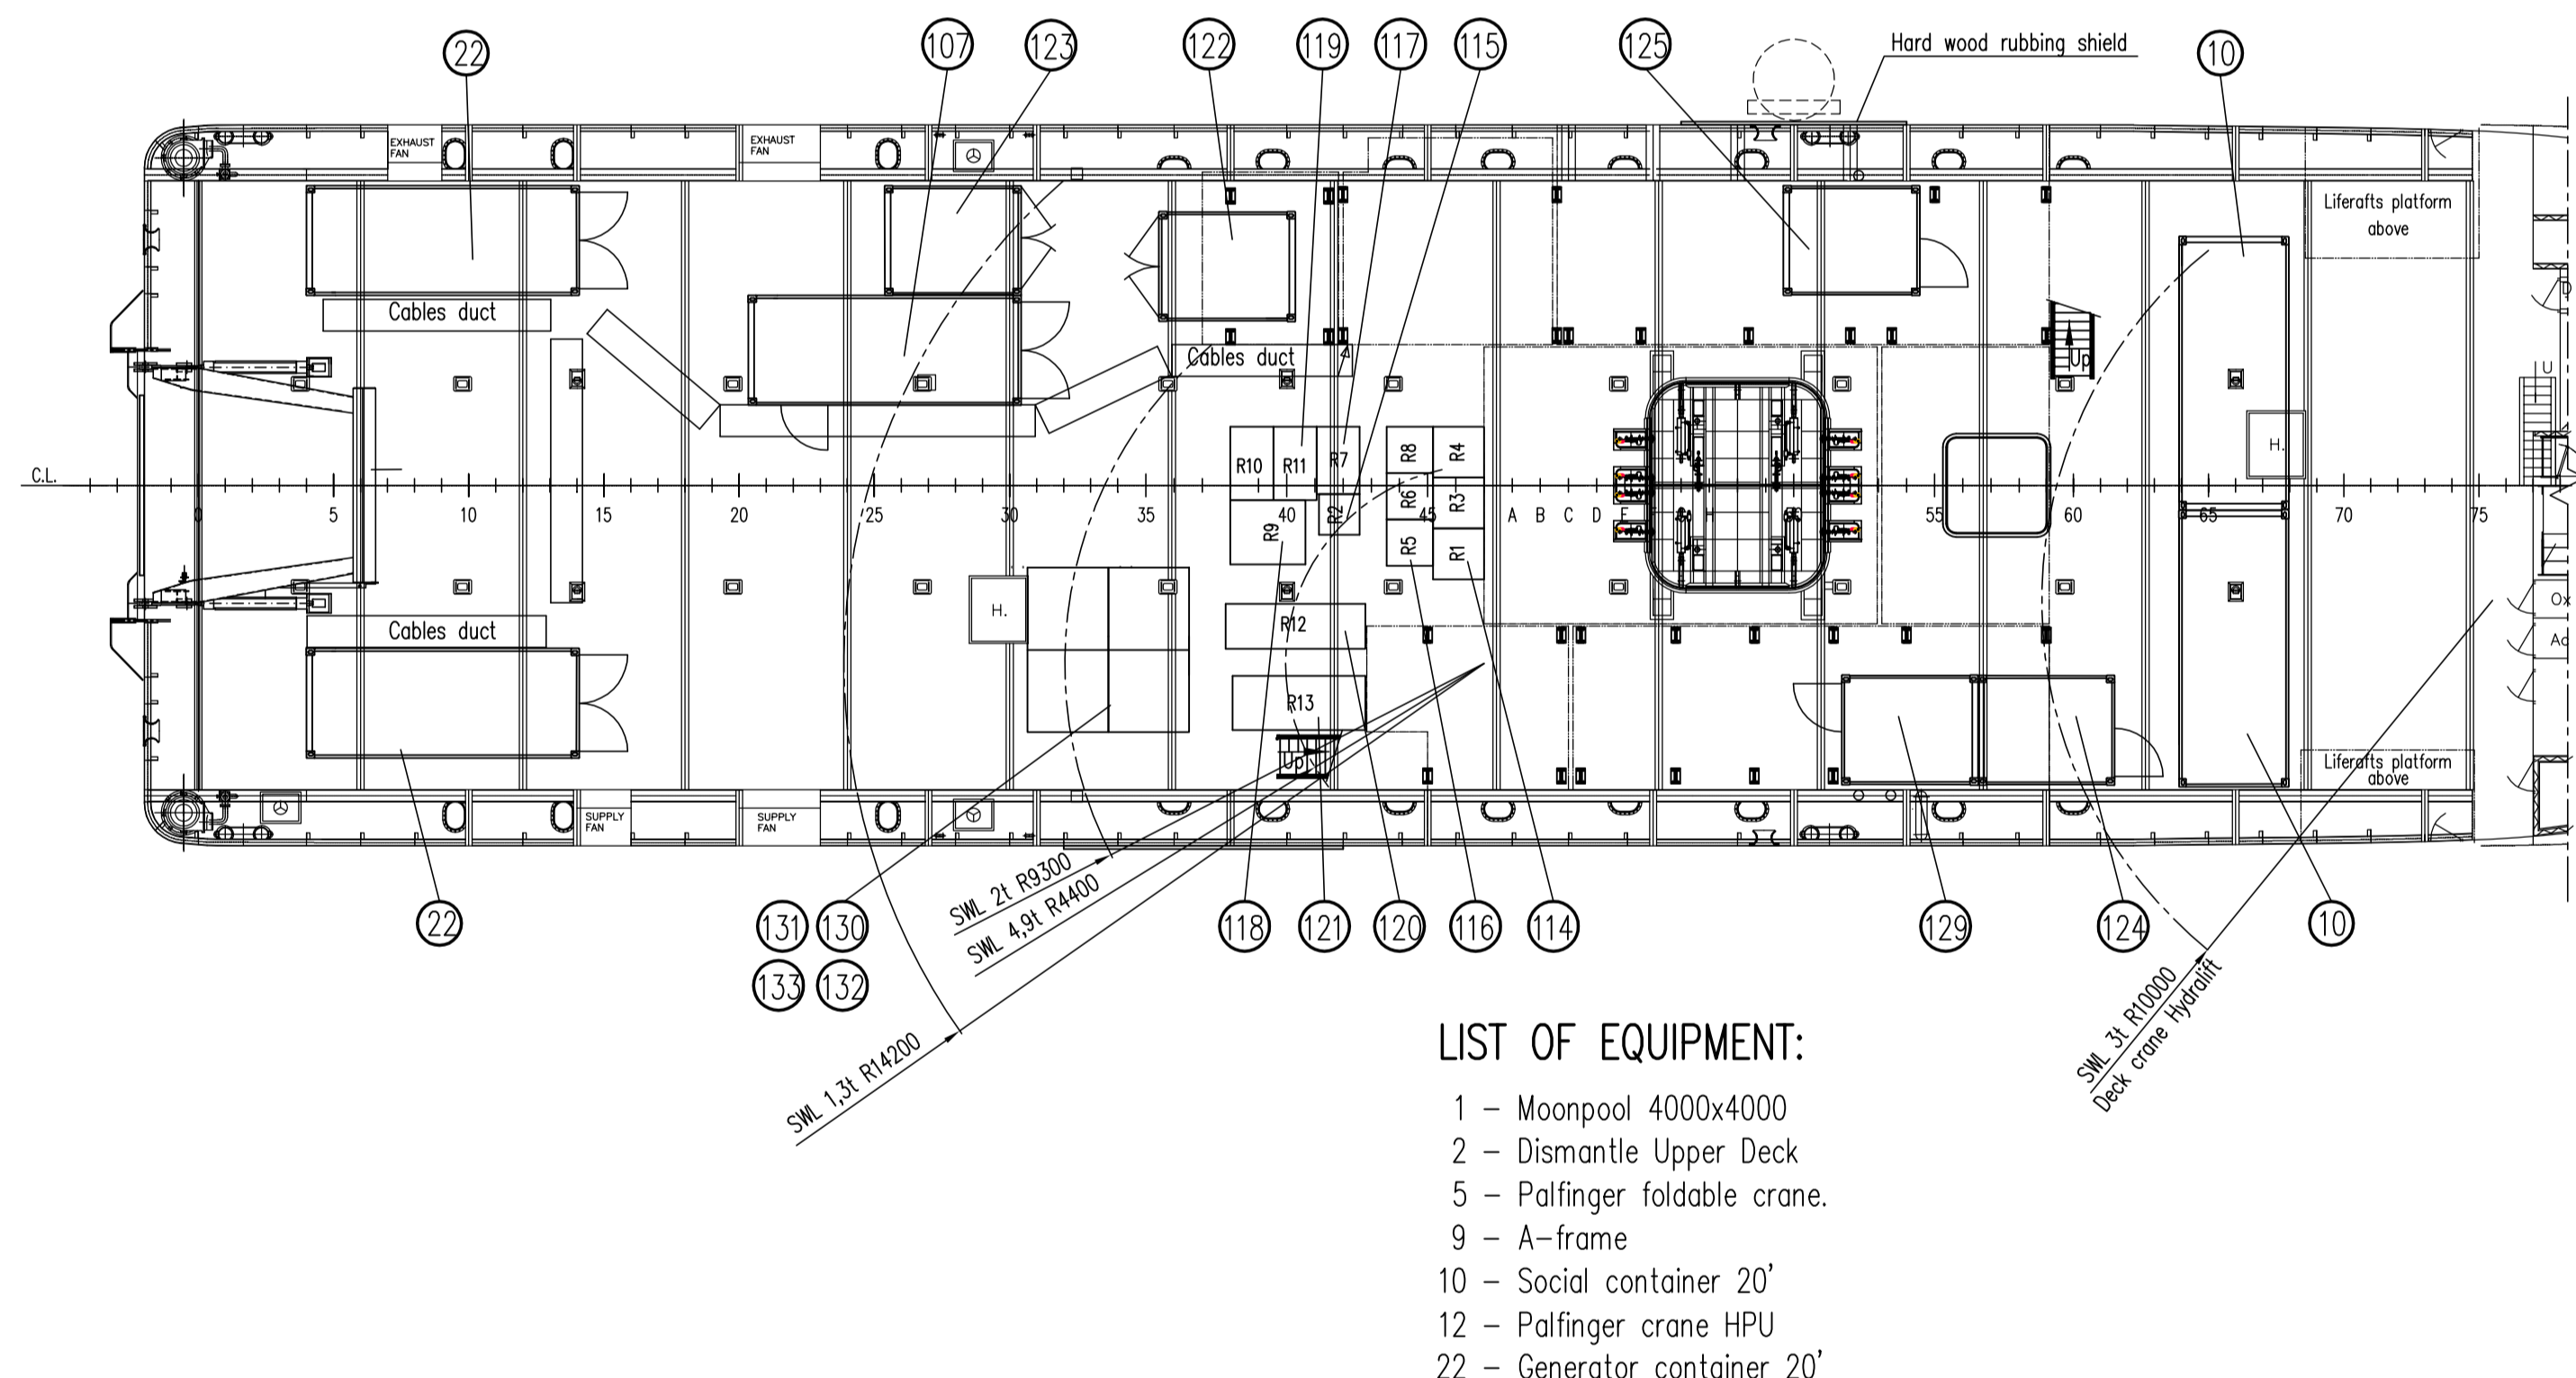 22
107
123
122
119
117
115
125
Hard wood rubbing shield
10
EXHAUST
FAN
EXHAUST
FAN
Liferafts platform
above
Cables duct
Cables duct
Up
U
H.
R10
R11
R7
R8
R4
C.L.
0
5
10
15
20
25
30
35
40
45
A
B
C
D
E
H
55
60
65
70
75
R9
R2
R6
R3
R5
R1
H.
Ox
Ac
Cables duct
R12
R13
Up
Liferafts platform
above
SUPPLY
FAN
SUPPLY
FAN
SWL 2t R9300
SWL 4,9t R4400
SWL 1,3t R14200
22
131
130
133
132
118
121
120
116
114
129
124
10
SWL 3t R10000
Deck crane Hydralift
LIST OF EQUIPMENT:
1 – Moonpool 4000x4000
2 – Dismantle Upper Deck
5 – Palfinger foldable crane.
9 – A–frame
10 – Social container 20'
12 – Palfinger crane HPU
22 – Generator container 20'